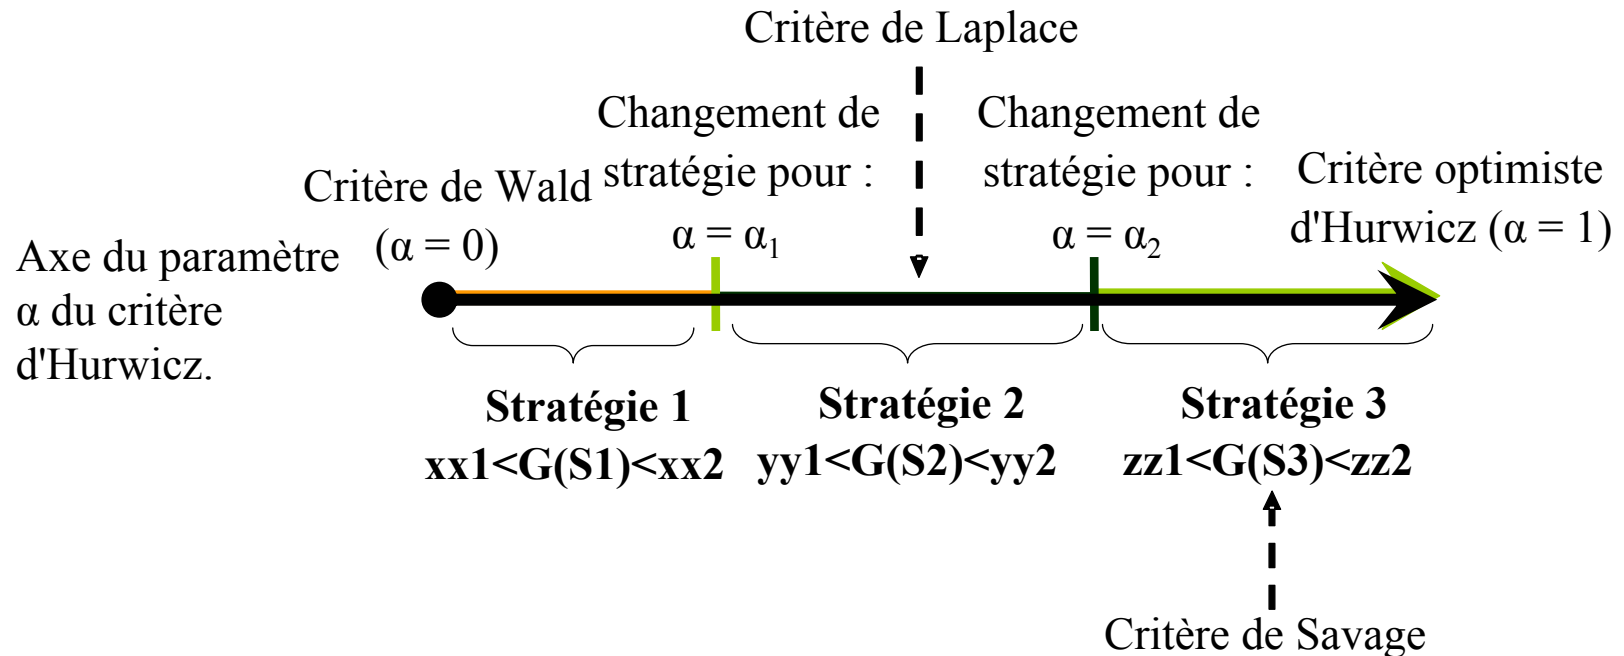 Critère de Laplace
Changement de
stratégie pour :
α = α1
Changement de
stratégie pour :
α = α2
Critère de Wald
(α = 0)
Critère optimiste
d'Hurwicz (α = 1)
Axe du paramètre
α du critère
d'Hurwicz.
Stratégie 1
xx1<G(S1)<xx2
Stratégie 2
yy1<G(S2)<yy2
Stratégie 3
zz1<G(S3)<zz2
Critère de Savage